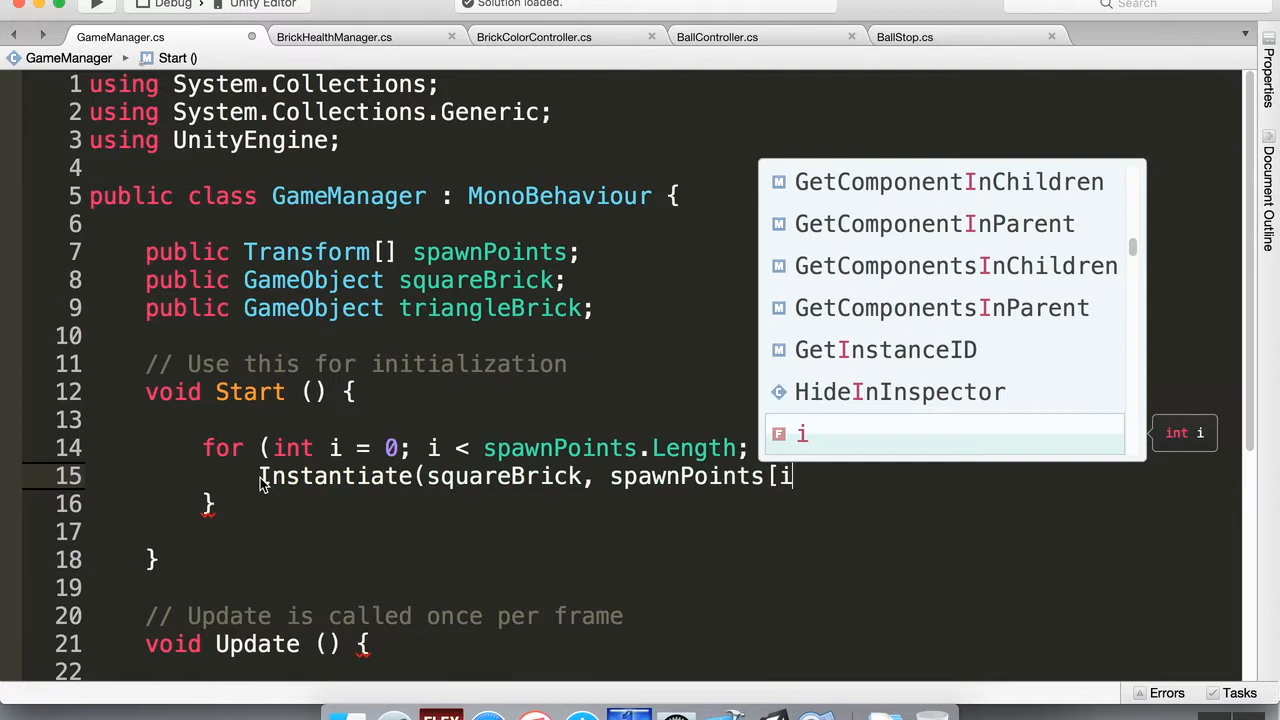 Debug
Unity Editor
Solution loaded.
Search
GameManager.cs
BrickHealthManager.cs
BrickColorController.cs
BallController.cs
BallStop.cs
GameManager
Start ()
1 using System.Collections;
2 using System.Collections.Generic;
3 using UnityEngine;
4
5 public class GameManager : MonoBehaviour {
6
7 public Transform[] spawnPoints;
8 public GameObject squareBrick;
9 public GameObject triangleBrick;
10
11 // Use this for initialization
12 void Start () {
13
14 for (int i = 0; i < spawnPoints.Length;
15 Instantiate(squareBrick, spawnPoints[i
16 }
17
18 }
19
20 // Update is called once per frame
21 void Update () {
22
M GetComponentInChildren
M GetComponentInParent
M GetComponentsInChildren
M GetComponentsInParent
M GetInstanceID
C HideInInspector
F i
int i
Properties
Document Outline
Errors
Tasks